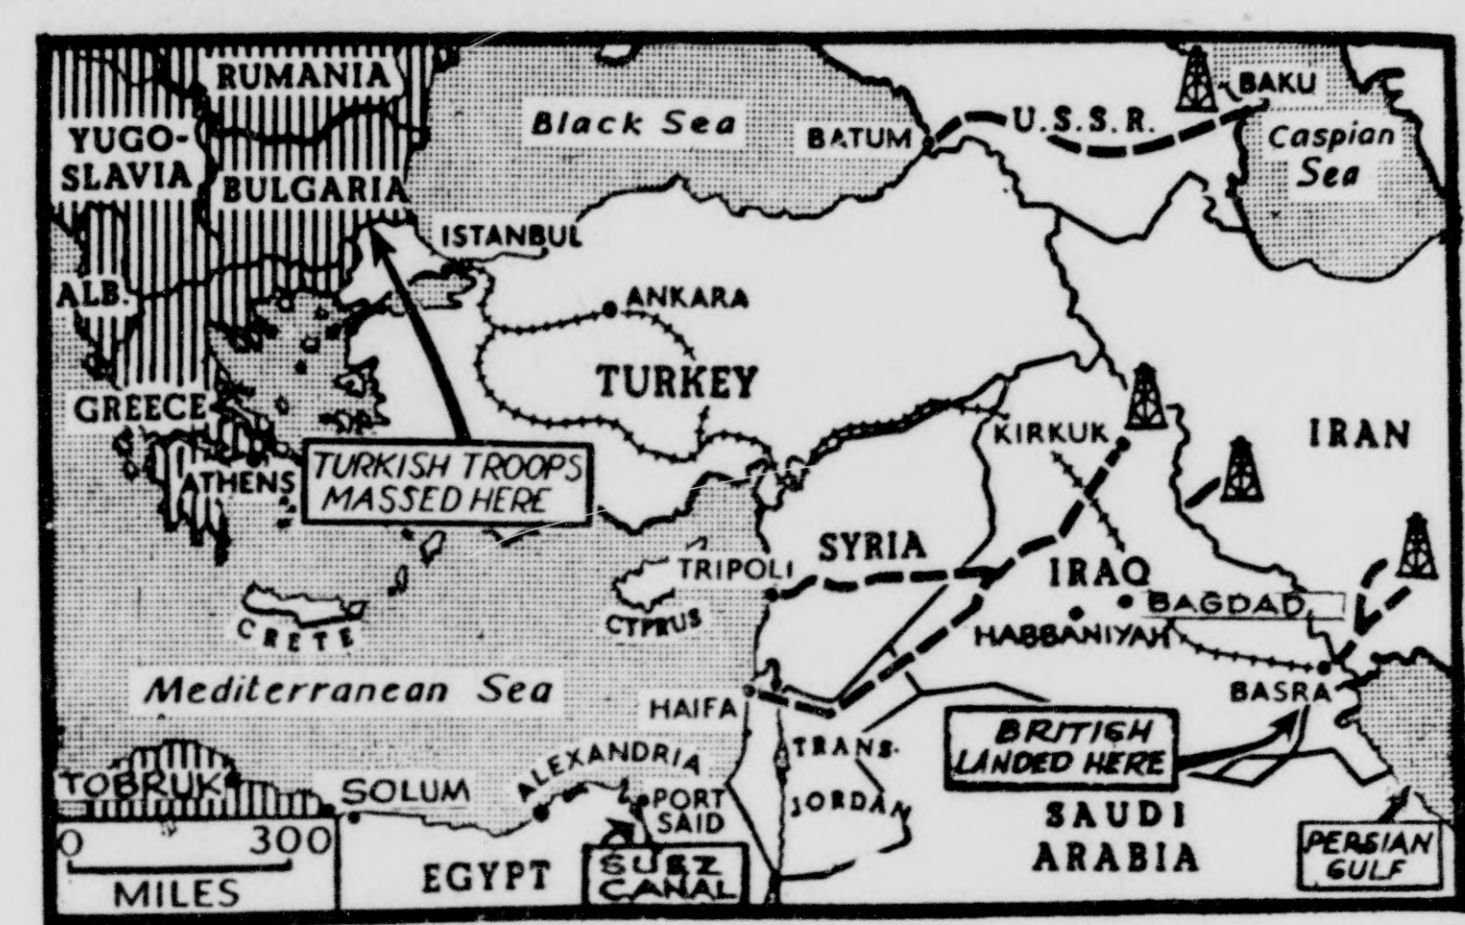 RUMANIA
YUGO-
SLAVIA
BULGARIA
ALB.
GREECE
ATHENS
Black Sea
BATUM
U.S.S.R.
BAKU
Caspian
Sea
ISTANBUL
ANKARA
TURKEY
TURKISH TROOPS
MASSED HERE
KIRKUK
IRAN
SYRIA
TRIPOLI
CYPRUS
CRETE
IRAQ
BAGDAD
HABBANIYAH
Mediterranean Sea
HAIFA
BASRA
BRITISH
LANDED HERE
TRANS-
JORDAN
TOBRUK
SOLUM
ALEXANDRIA
PORT
SAID
SUEZ
CANAL
EGYPT
SAUDI
ARABIA
PERSIAN
GULF
0 300
MILES